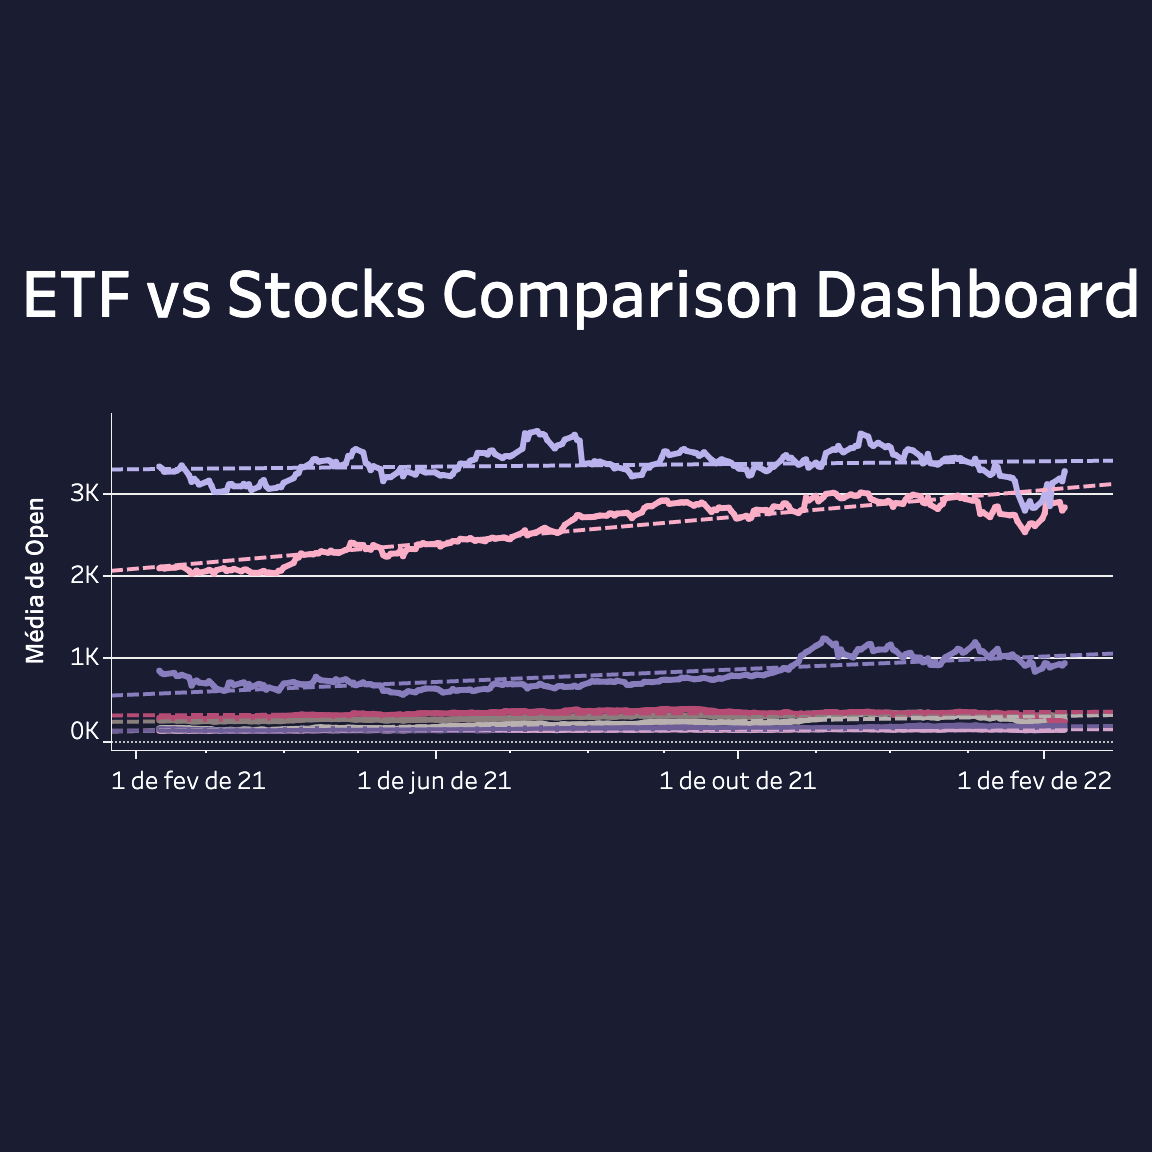 ETF vs Stocks Comparison Dashboard
Média de Open
3K
2K
1K
0K
1 de fev de 21
1 de jun de 21
1 de out de 21
1 de fev de 22